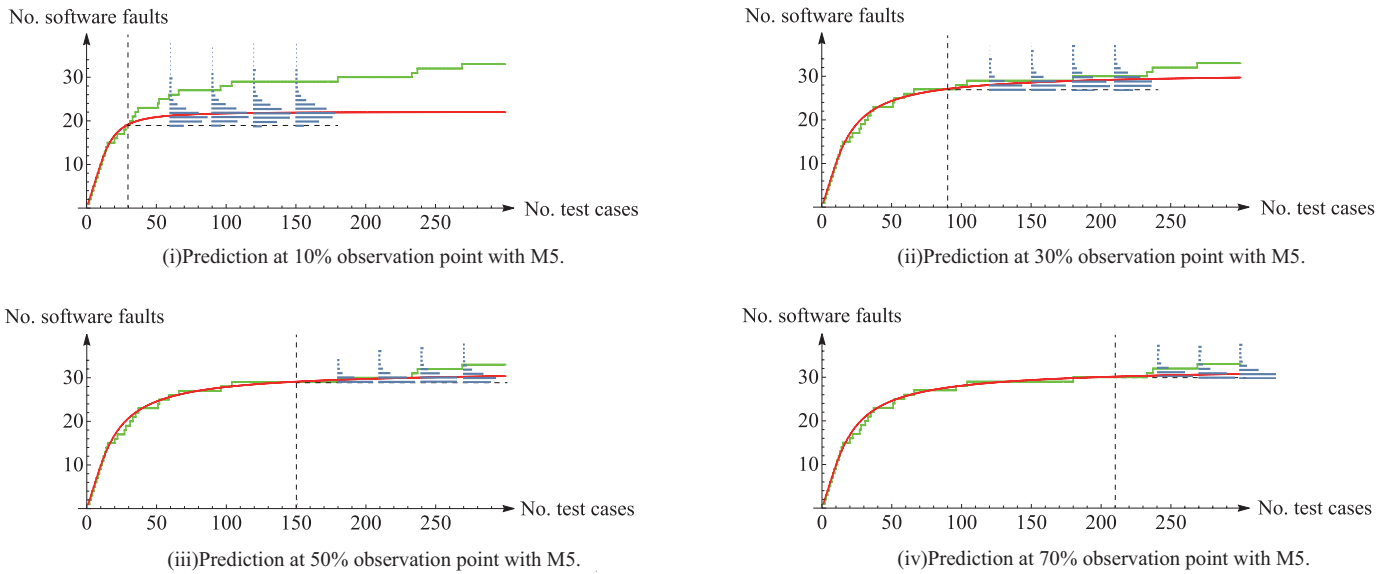 No. software faults
30
20
10
0 50 100 150 200 250
No. test cases
(i)Prediction at 10% observation point with M5.
No. software faults
30
20
10
0 50 100 150 200 250
No. test cases
(ii)Prediction at 30% observation point with M5.
No. software faults
30
20
10
0 50 100 150 200 250
No. test cases
(iii)Prediction at 50% observation point with M5.
No. software faults
30
20
10
0 50 100 150 200 250
No. test cases
(iv)Prediction at 70% observation point with M5.